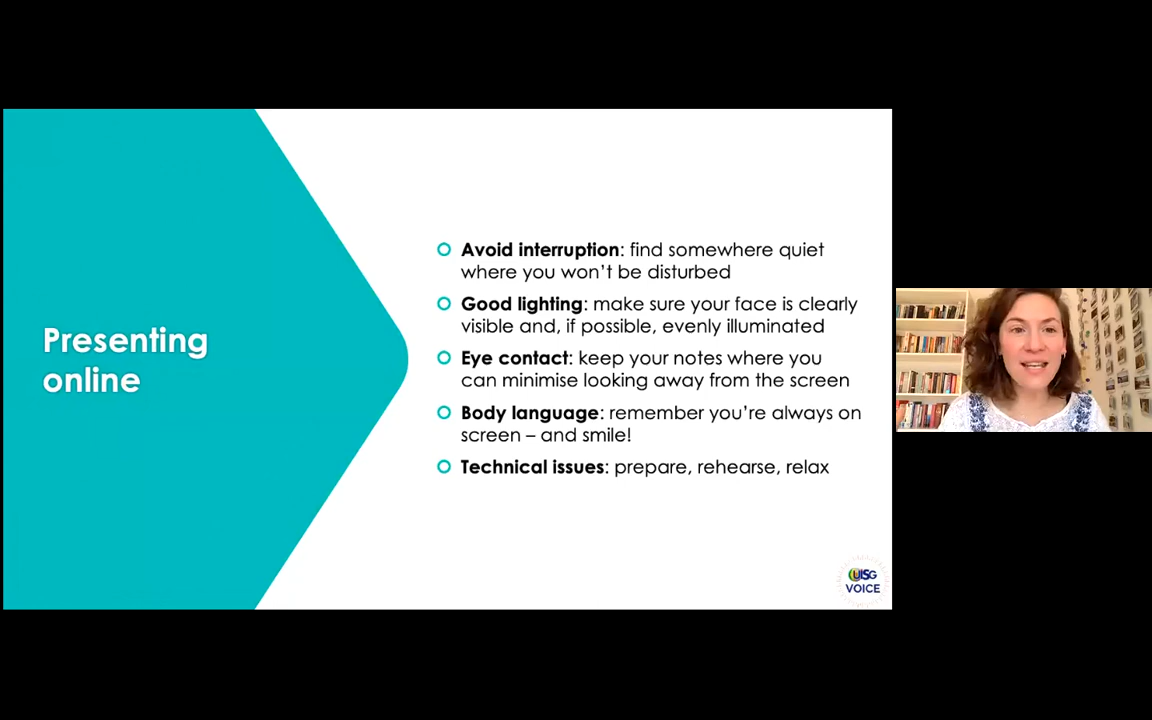 Presenting
online
Avoid interruption: find somewhere quiet
where you won't be disturbed
Good lighting: make sure your face is clearly
visible and, if possible, evenly illuminated
Eye contact: keep your notes where you
can minimise looking away from the screen
Body language: remember you're always on
screen – and smile!
Technical issues: prepare, rehearse, relax
UISG
VOICE